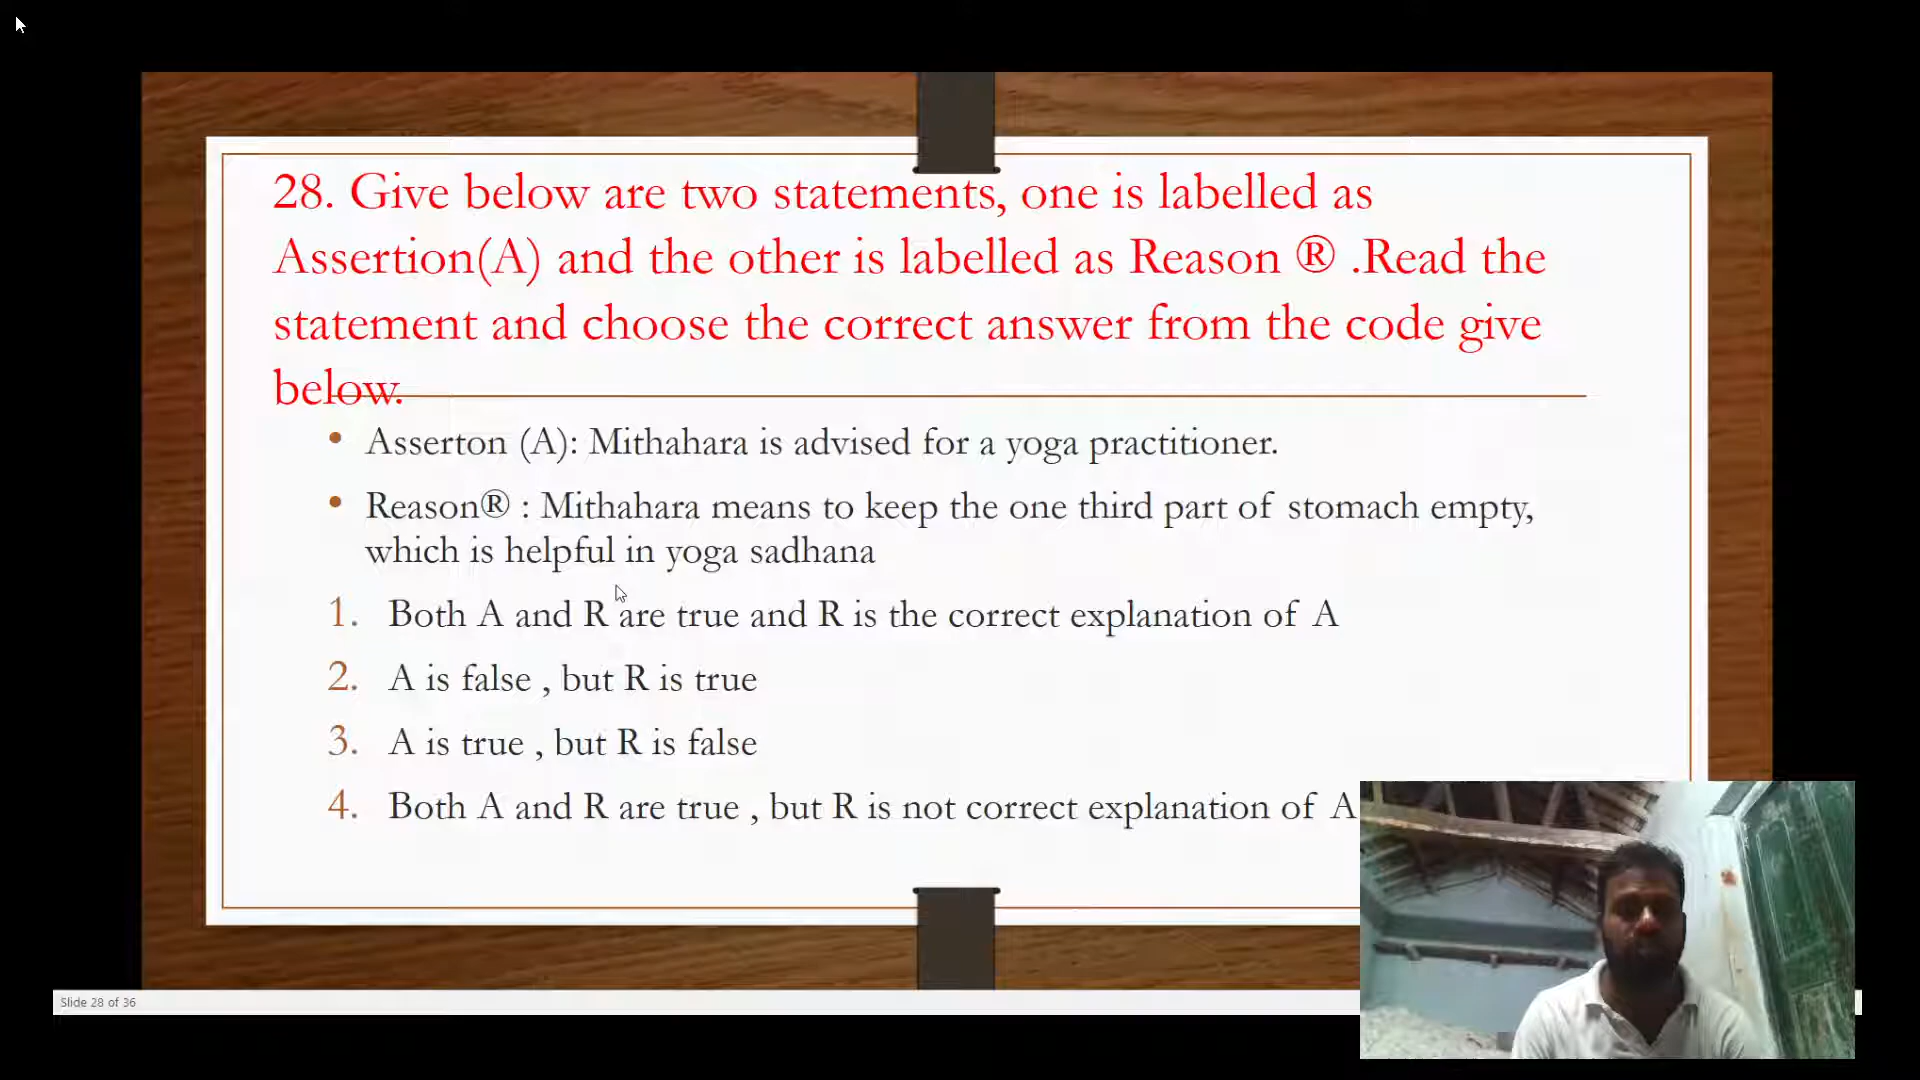 28. Give below are two statements, one is labelled as
Assertion(A) and the other is labelled as Reason ® .Read the
statement and choose the correct answer from the code give
below.
• Asserton (A): Mithahara is advised for a yoga practitioner.
• Reason® : Mithahara means to keep the one third part of stomach empty,
which is helpful in yoga sadhana
1. Both A and R are true and R is the correct explanation of A
2. A is false , but R is true
3. A is true , but R is false
4. Both A and R are true , but R is not correct explanation of A
Slide 28 of 36